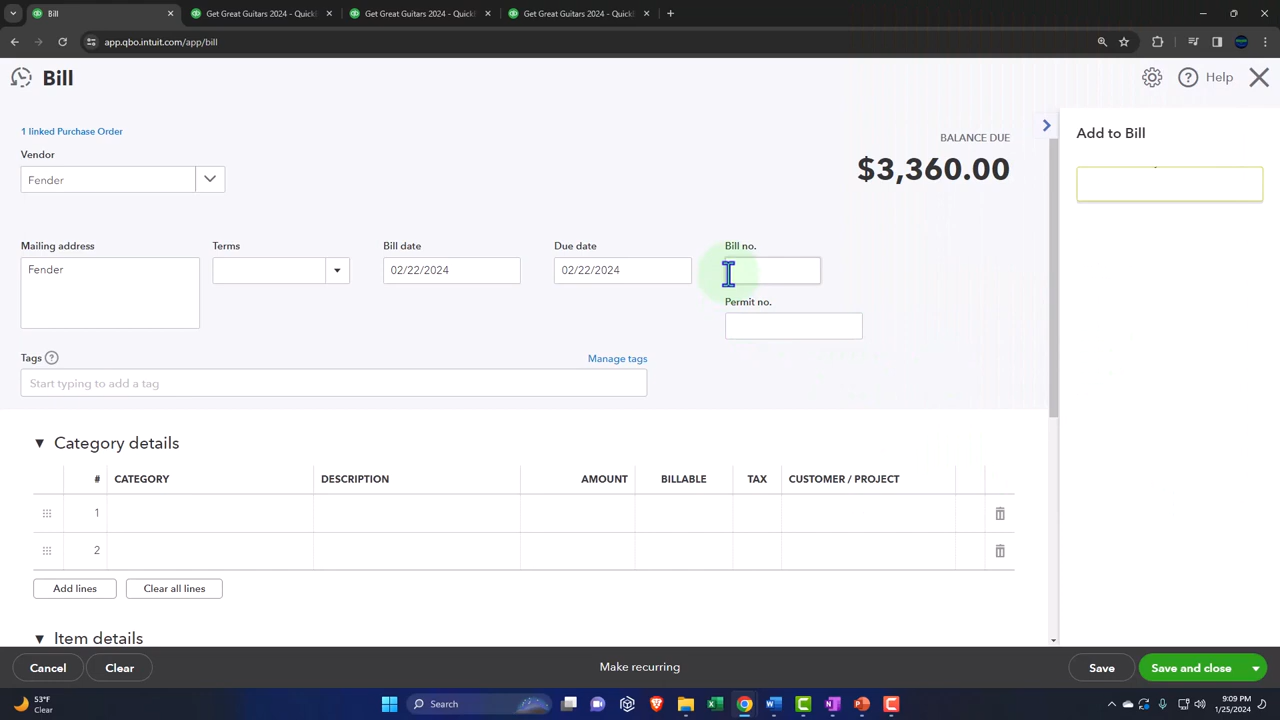 Bill
Get Great Guitars 2024 - QuickB
Get Great Guitars 2024 - QuickB
Get Great Guitars 2024 - QuickB
app.qbo.intuit.com/app/bill
Bill
Help
1 linked Purchase Order
Add to Bill
BALANCE DUE
$3,360.00
Vendor
Fender
Mailing address
Terms
Bill date
Due date
Bill no.
Fender
02/22/2024
02/22/2024
Permit no.
Tags
Manage tags
Start typing to add a tag
Category details
# CATEGORY DESCRIPTION AMOUNT BILLABLE TAX CUSTOMER / PROJECT
1
2
Add lines
Clear all lines
Item details
Cancel
Clear
Make recurring
Save
Save and close
53°F
Clear
Search
9:09 PM
1/25/2024